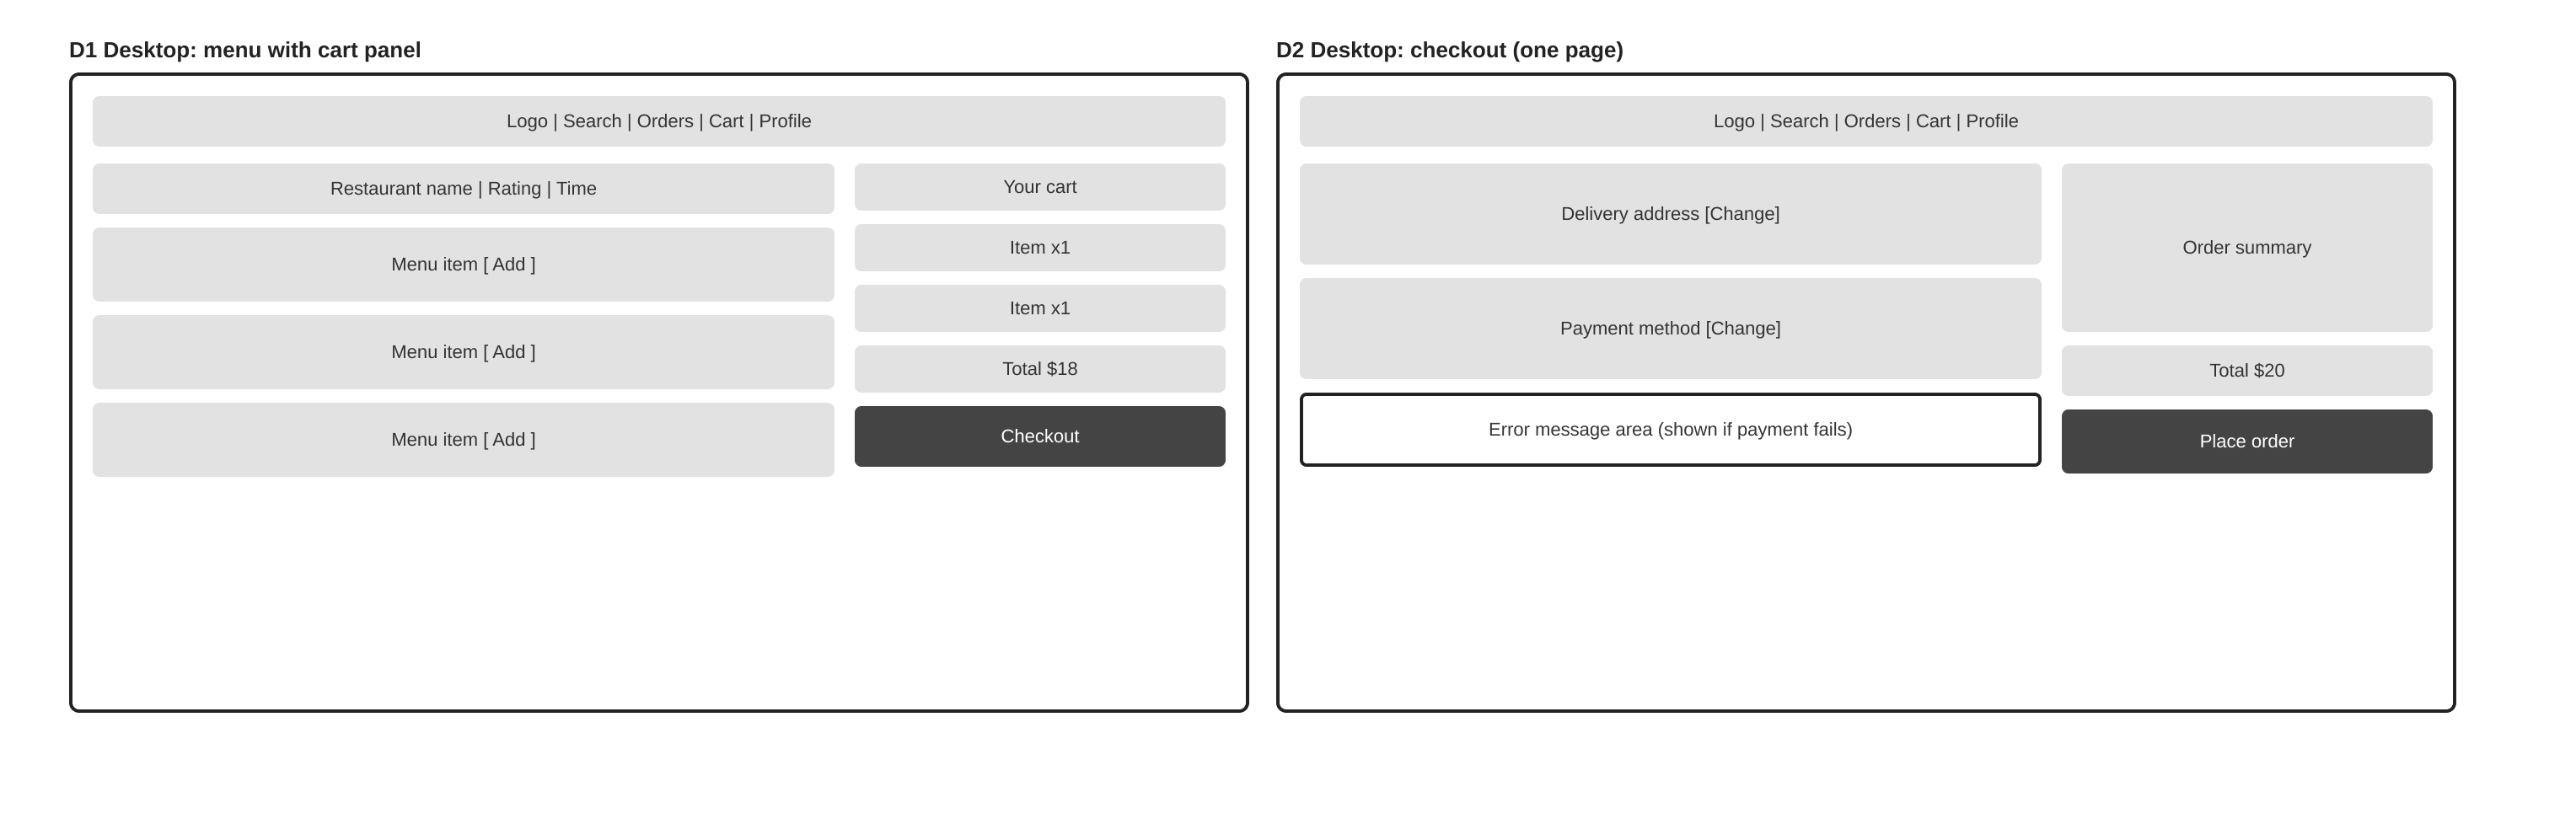 D1 Desktop: menu with cart panel
Logo | Search | Orders | Cart | Profile
Restaurant name | Rating | Time
Menu item [ Add ]
Menu item [ Add ]
Menu item [ Add ]
Your cart
Item x1
Item x1
Total $18
Checkout
D2 Desktop: checkout (one page)
Logo | Search | Orders | Cart | Profile
Delivery address [Change]
Payment method [Change]
Error message area (shown if payment fails)
Order summary
Total $20
Place order